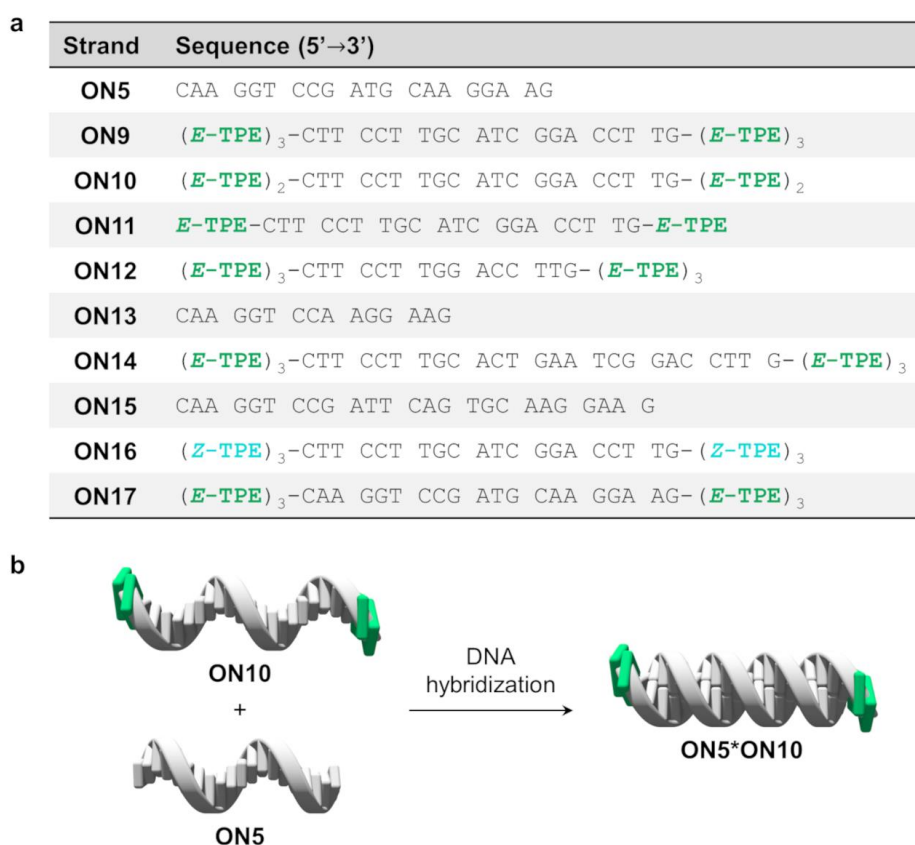 a
Strand Sequence (5’→3’)
ON5 CAA GGT CCG ATG CAA GGA AG
ON9 (E-TPE)3-CTT CCT TGC ATC GGA CCT TG-(E-TPE)3
ON10 (E-TPE)2-CTT CCT TGC ATC GGA CCT TG-(E-TPE)2
ON11 E-TPE-CTT CCT TGC ATC GGA CCT TG-E-TPE
ON12 (E-TPE)3-CTT CCT TGG ACC TTG-(E-TPE)3
ON13 CAA GGT CCA AGG AAG
ON14 (E-TPE)3-CTT CCT TGC ACT GAA TCG GAC CTT G-(E-TPE)3
ON15 CAA GGT CCG ATT CAG TGC AAG GAA G
ON16 (Z-TPE)3-CTT CCT TGC ATC GGA CCT TG-(Z-TPE)3
ON17 (E-TPE)3-CAA GGT CCG ATG CAA GGA AG-(E-TPE)3
b
ON10
+
ON5
DNA
hybridization
ON5*ON10